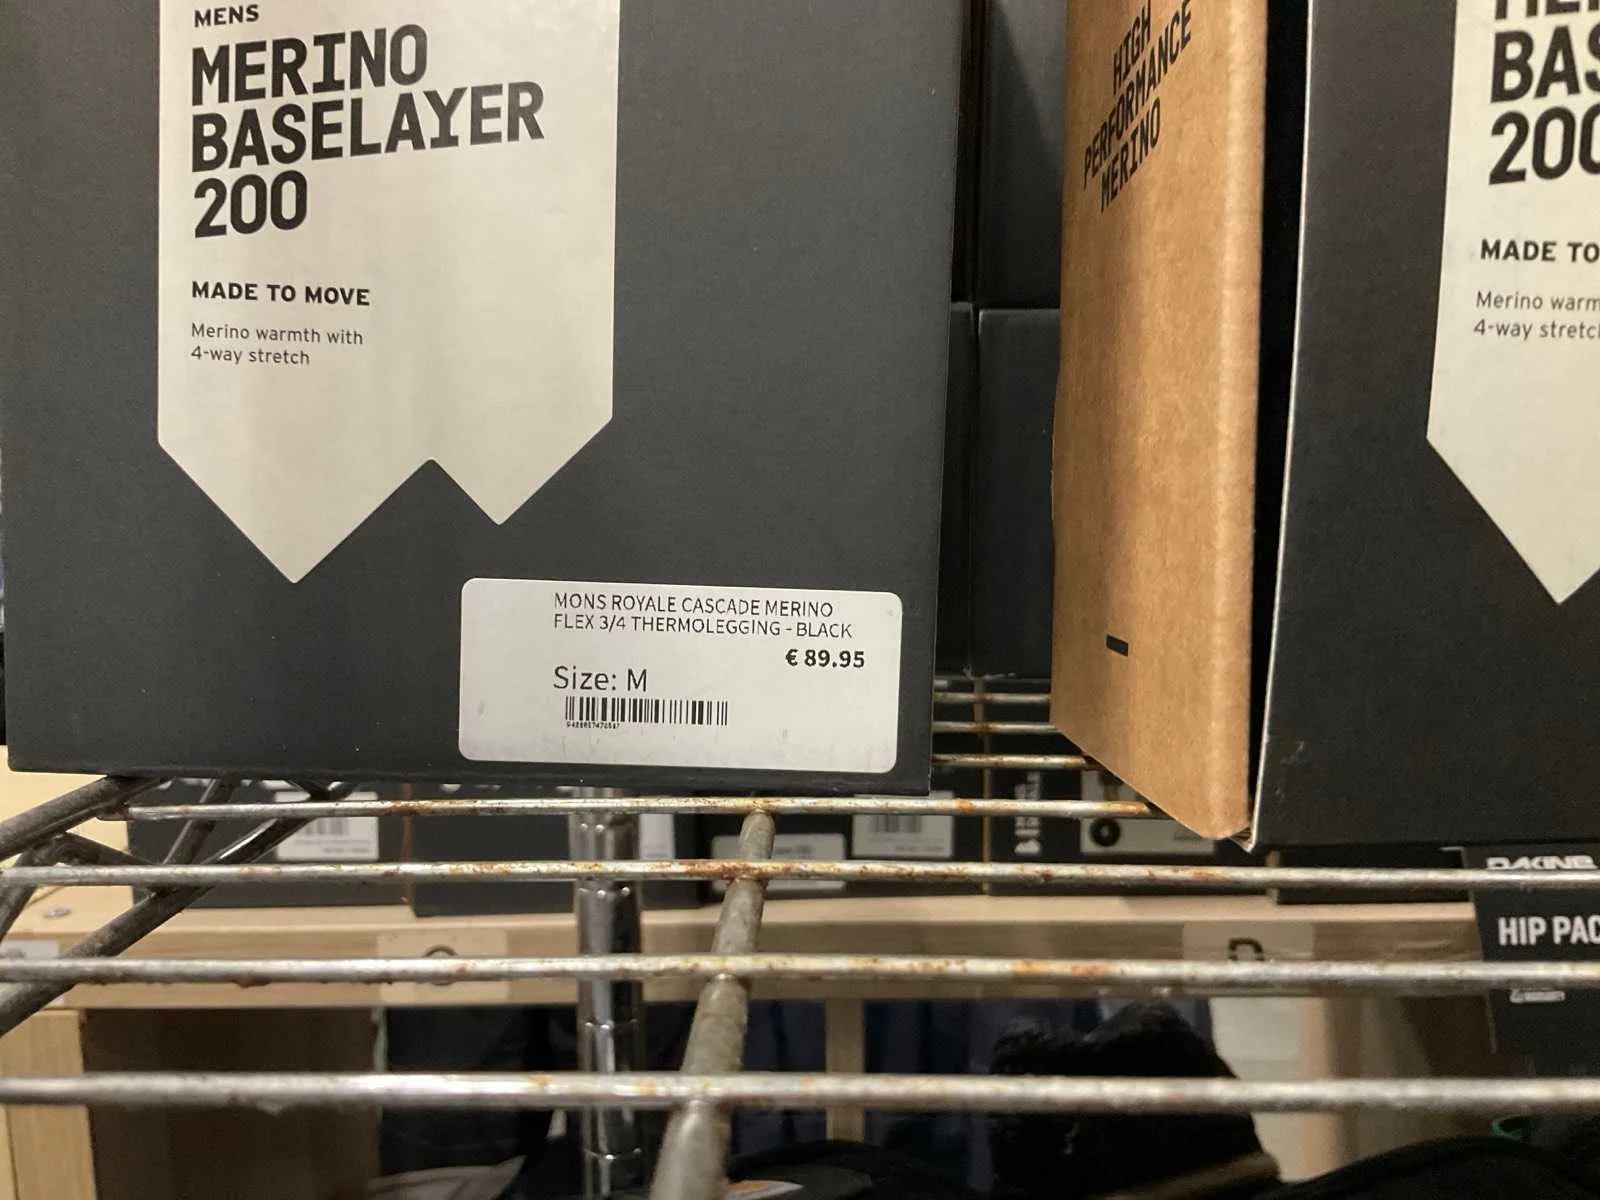 MENS
MERINO
BASELAYER
200
MADE TO MOVE
Merino warmth with
4-way stretch
MONS ROYALE CASCADE MERINO
FLEX 3/4 THERMOLEGGING - BLACK
€ 89.95
Size: M
HIGH
PERFORMANCE
MERINO
BAS
200
MADE TO
Merino warm
4-way stretc
DAKINE
HIP PAC
D